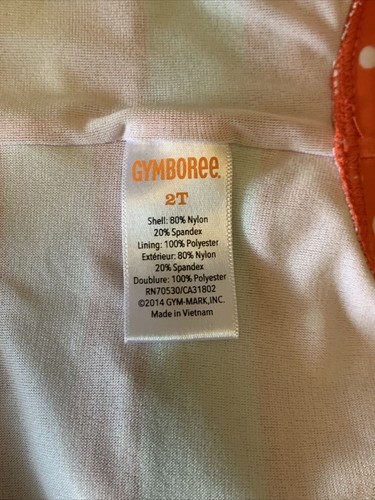 GYMBOREE
2T
Shell: 80% Nylon
20% Spandex
Lining: 100% Polyester
Extérieur: 80% Nylon
20% Spandex
Doublure: 100% Polyester
RN70530/CA31802
©2014 GYM-MARK,INC.
Made in Vietnam